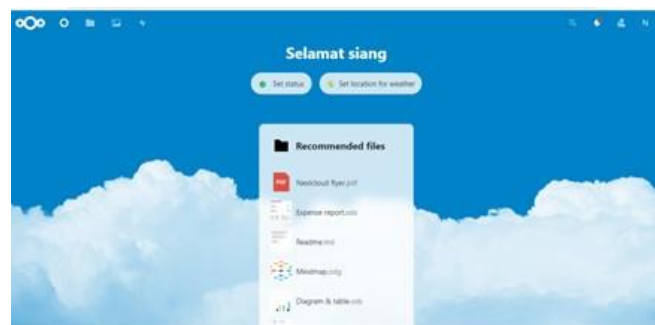 N
Selamat siang
Set status
Set location for weather
Recommended files
PDF
Nextcloud flyer.pdf
Expense report.ods
Readme.md
Mindmap.odg
Diagram & table.ods